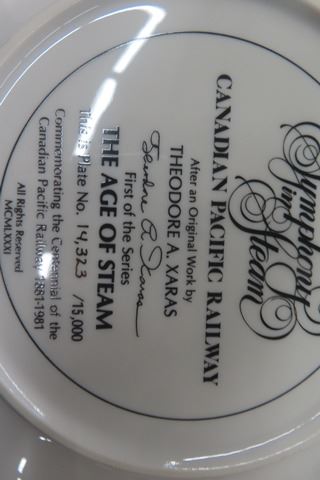 Symphony
in
Steam
CANADIAN PACIFIC RAILWAY
After an Original Work by
THEODORE A. XARAS
Theodore A. Xaras
First of the Series
THE AGE OF STEAM
This is Plate No. 14,323 /15,000
Commemorating the Centennial of the
Canadian Pacific Railway 1881-1981
All Rights Reserved
MCMLXXXI